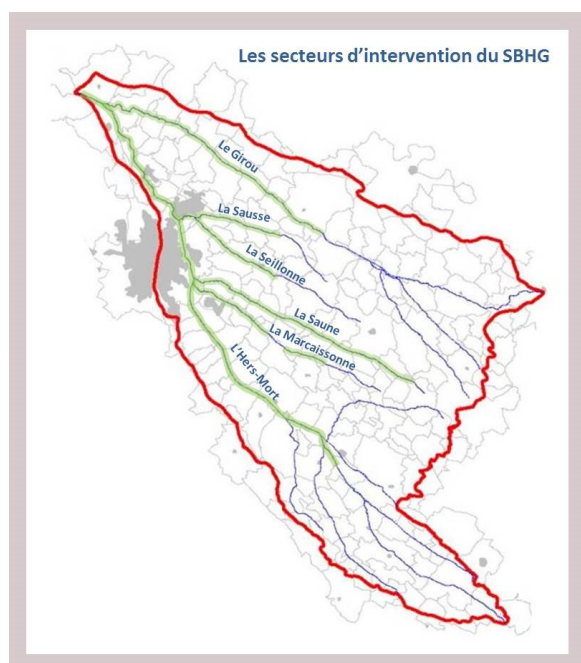 Les secteurs d'intervention du SBHG
Le Girou
La Sausse
La Seillonne
La Saune
La Marcaissonne
L'Hers-Mort